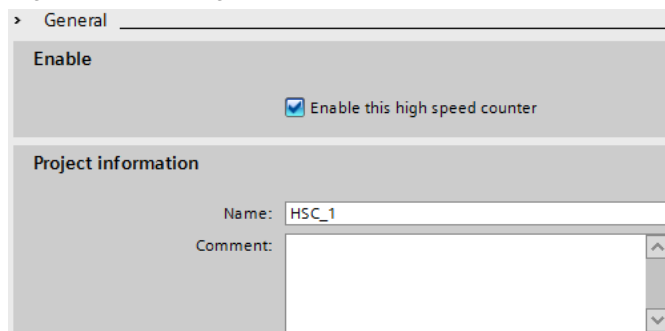 General
Enable
Enable this high speed counter
Project information
Name: HSC_1
Comment: